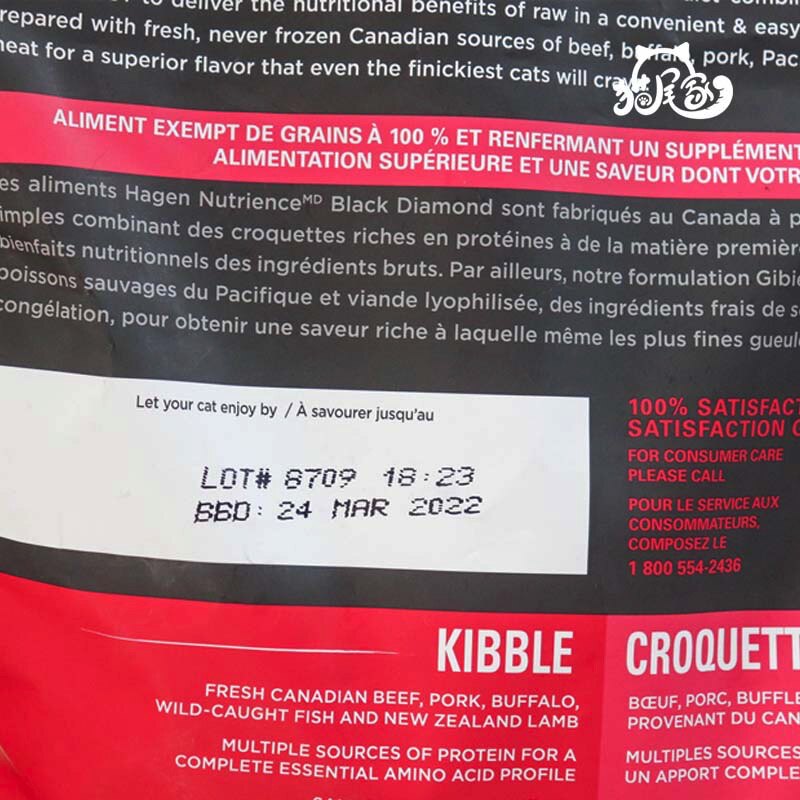 to deliver the nutritional benefits of raw in a convenient & easy
repared with fresh, never frozen Canadian sources of beef, buffalo, pork, Pac
for a superior flavor that even the finickiest cats will
猫尾家
ALIMENT EXEMPT DE GRAINS À 100 % ET RENFERMANT UN SUPPLÉMENT
ALIMENTATION SUPÉRIEURE ET UNE SAVEUR DONT VOTR
es aliments Hagen Nutrience MD Black Diamond sont fabriqués au Canada à p
imples combinant des croquettes riches en protéines à de la matière premièr
bienfaits nutritionnels des ingrédients bruts. Par ailleurs, notre formulation Gibi
poissons sauvages du Pacifique et viande lyophilisée, des ingrédients frais de s
congélation, pour obtenir une saveur riche à laquelle même les plus fines gueul
Let your cat enjoy by / À savourer jusqu'au
LOT# 8709 18:23
BBD: 24 MAR 2022
100% SATISFACT
SATISFACTION
FOR CONSUMER CARE
PLEASE CALL
POUR LE SERVICE AUX
CONSOMMATEURS,
COMPOSEZ LE
1 800 554-2436
KIBBLE
FRESH CANADIAN BEEF, PORK, BUFFALO,
WILD-CAUGHT FISH AND NEW ZEALAND LAMB
MULTIPLE SOURCES OF PROTEIN FOR A
COMPLETE ESSENTIAL AMINO ACID PROFILE
CROQUETT
BŒUF, PORC, BUFFLE
PROVENANT DU CAN
MULTIPLES SOURCES
UN APPORT COMPLE